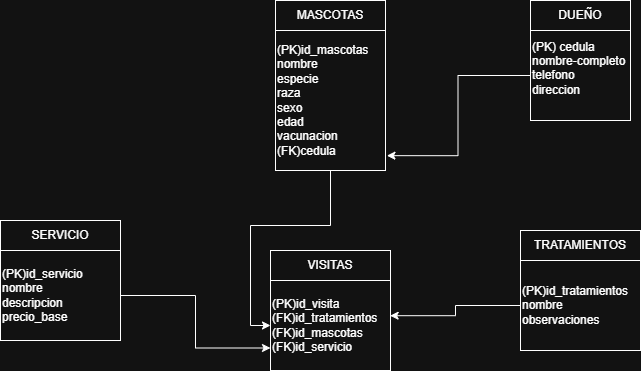 MASCOTAS
(PK)id_mascotas
nombre
especie
raza
sexo
edad
vacunacion
(FK)cedula
DUEÑO
(PK) cedula
nombre-completo
telefono
direccion
SERVICIO
(PK)id_servicio
nombre
descripcion
precio_base
VISITAS
(PK)id_visita
(FK)id_tratamientos
(FK)id_mascotas
(FK)id_servicio
TRATAMIENTOS
(PK)id_tratamientos
nombre
observaciones